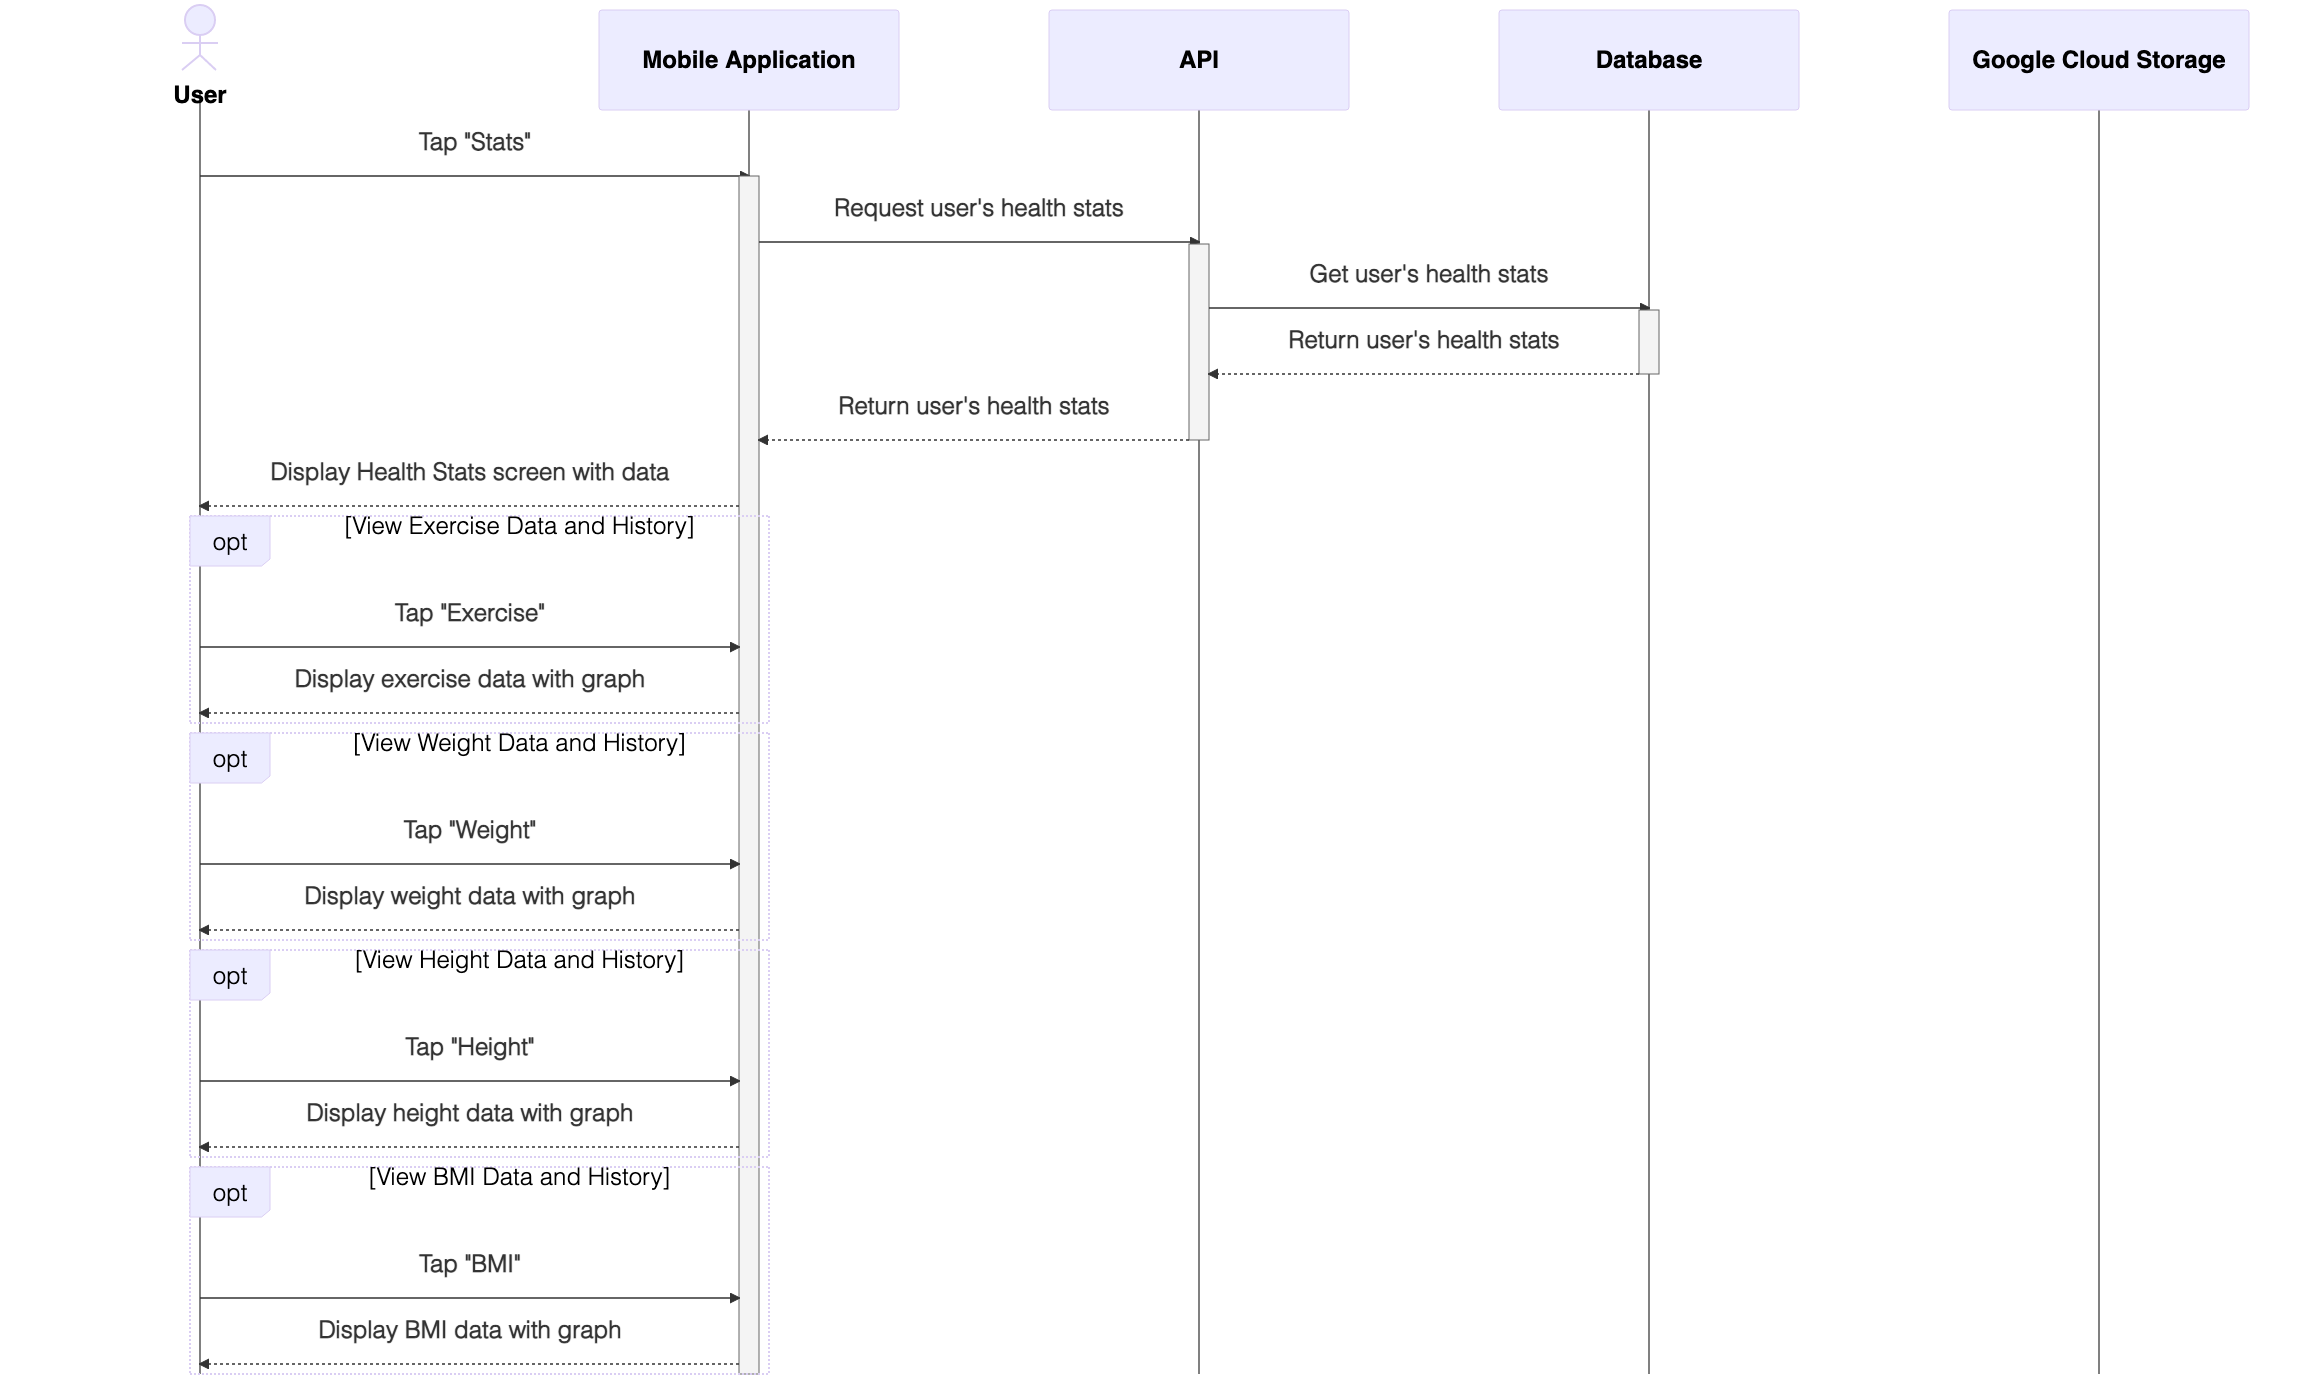 User
Mobile Application
API
Database
Google Cloud Storage
Tap "Stats"
Request user's health stats
Get user's health stats
Return user's health stats
Return user's health stats
Display Health Stats screen with data
opt
[View Exercise Data and History]
Tap "Exercise"
Display exercise data with graph
opt
[View Weight Data and History]
Tap "Weight"
Display weight data with graph
opt
[View Height Data and History]
Tap "Height"
Display height data with graph
opt
[View BMI Data and History]
Tap "BMI"
Display BMI data with graph